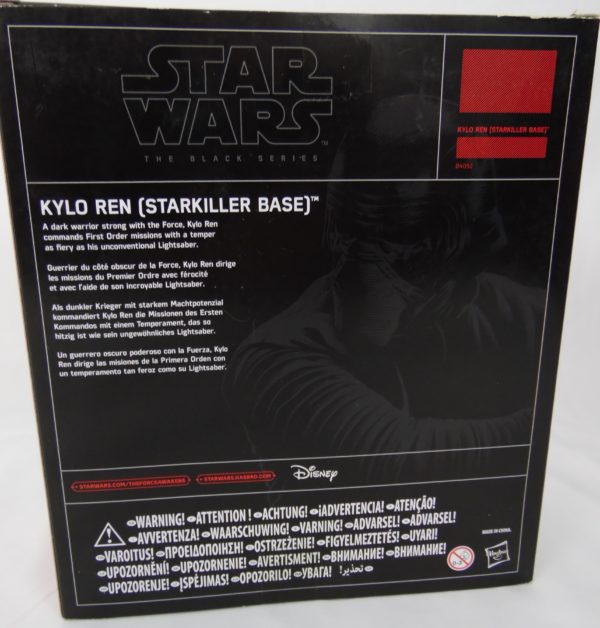 STAR
WARS™
THE BLACK SERIES
KYLO REN (STARKILLER BASE)™
B4052
KYLO REN (STARKILLER BASE)™
A dark warrior strong with the Force, Kylo Ren
commands First Order missions with a temper
as fiery as his unconventional Lightsaber.
Guerrier du côté obscur de la Force, Kylo Ren dirige
les missions du Premier Ordre avec férocité
et avec l'aide de son incroyable Lightsaber.
Als dunkler Krieger mit starkem Machtpotenzial
kommandiert Kylo Ren die Missionen des Ersten
Kommandos mit einem Temperament, das so
hitzig ist wie sein ungewöhnliches Lightsaber.
Un guerrero oscuro poderoso con la Fuerza, Kylo
Ren dirige las misiones de la Primera Orden con
un temperamento tan feroz como su Lightsaber.
STARWARS.COM/THEFORCEAWAKENS STARWARS.HASBRO.COM Disney
WARNING! ATTENTION ! ACHTUNG! ¡ADVERTENCIA! ATENÇÃO!
AVVERTENZA! WAARSCHUWING! VARNING! ADVARSEL! ADVARSEL!
VAROITUS! ΠΡΟΕΙΔΟΠΟΙΗΣΗ! OSTRZEŻENIE! FIGYELMEZTETÉS! UYARI!
UPOZORNĚNÍ! UPOZORNENIE! AVERTISMENT! ВНИМАНИЕ! ВНИМАНИЕ!
UPOZORENJE! ĮSPĖJIMAS! OPOZORILO! УВАГА! تحذير!
MADE IN CHINA.
0-3
Hasbro